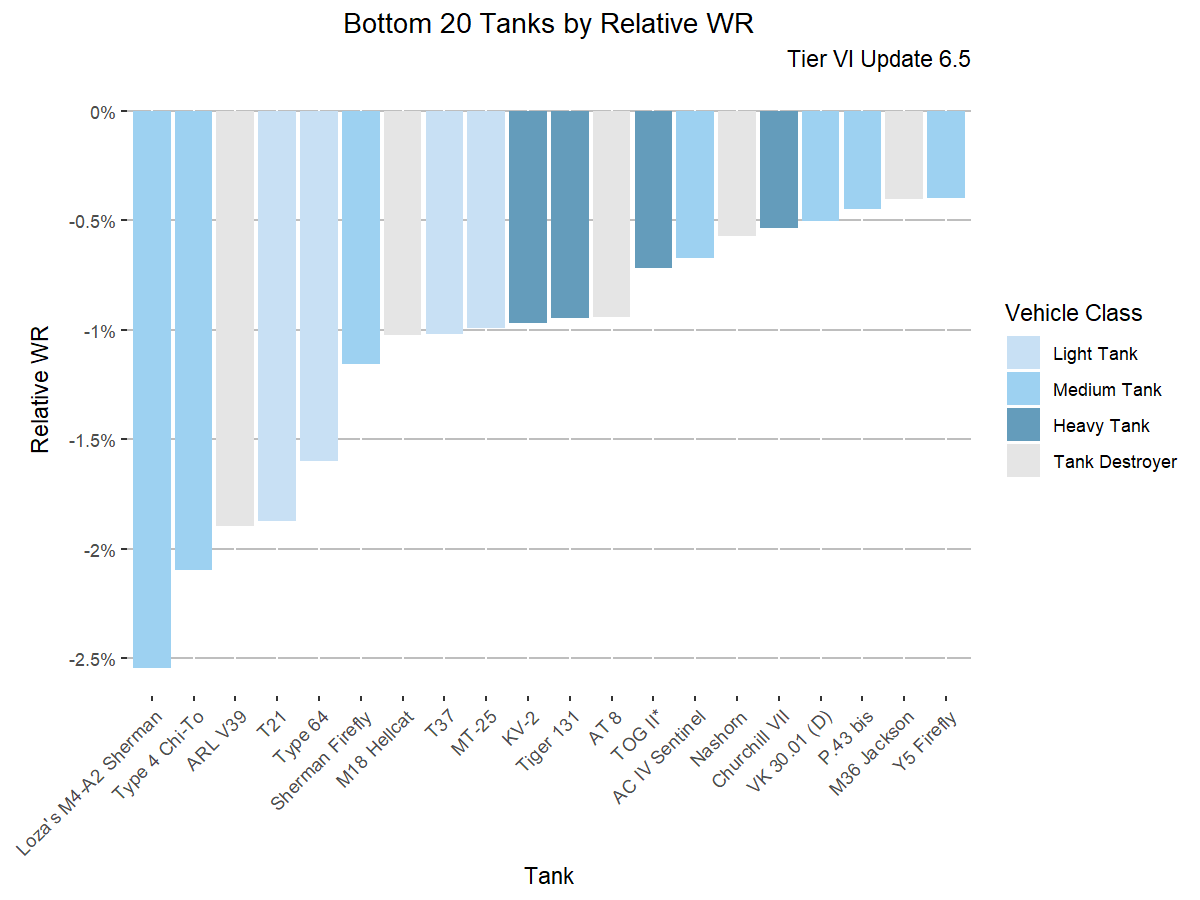 Bottom 20 Tanks by Relative WR
Tier VI Update 6.5
0%
-0.5%
-1%
-1.5%
-2%
-2.5%
Relative WR
Loza's M4-A2 Sherman
Type 4 Chi-To
ARL V39
T21
Type 64
Sherman Firefly
M18 Hellcat
T37
MT-25
KV-2
Tiger 131
AT 8
TOG II*
AC IV Sentinel
Nashorn
Churchill VII
VK 30.01 (D)
P.43 bis
M36 Jackson
Y5 Firefly
Tank
Vehicle Class
Light Tank
Medium Tank
Heavy Tank
Tank Destroyer